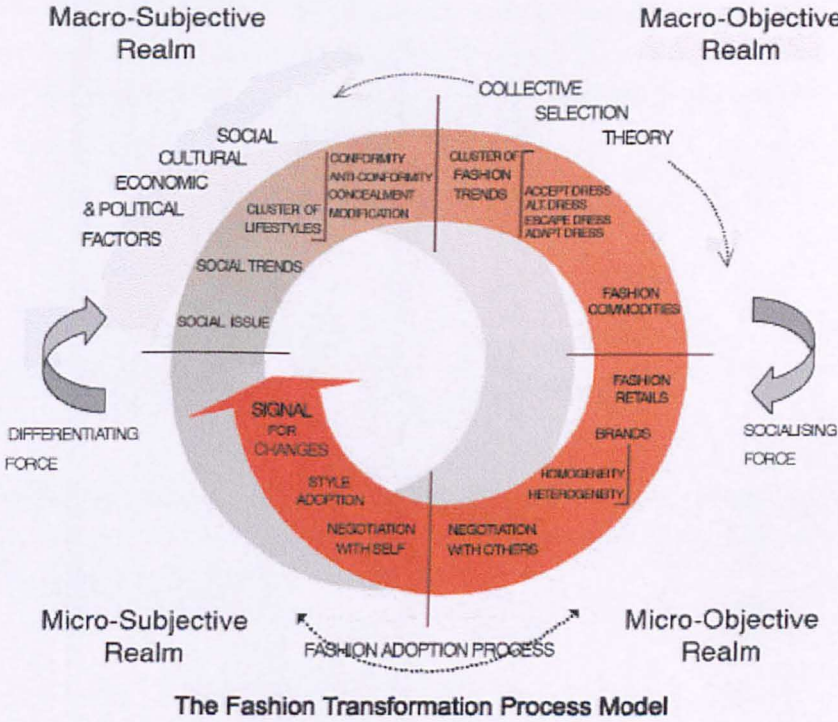 Macro-Subjective
Realm
Macro-Objective
Realm
COLLECTIVE
SELECTION
THEORY
SOCIAL
CULTURAL
ECONOMIC
& POLITICAL
FACTORS
CONFORMITY
ANTI-CONFORMITY
CONCEALMENT
MODIFICATION
CLUSTER OF
LIFESTYLES
CLUSTER OF
FASHION
TRENDS
ACCEPT DRESS
ALT. DRESS
ESCAPE DRESS
ADAPT DRESS
SOCIAL TRENDS
SOCIAL ISSUE
FASHION
COMMODITIES
FASHION
RETAILS
BRANDS
HOMOGENEITY
HETEROGENEITY
DIFFERENTIATING
FORCE
SOCIALISING
FORCE
SIGNAL
FOR
CHANGES
STYLE
ADOPTION
NEGOTIATION
WITH SELF
NEGOTIATION
WITH OTHERS
Micro-Subjective
Realm
Micro-Objective
Realm
FASHION ADOPTION PROCESS
The Fashion Transformation Process Model